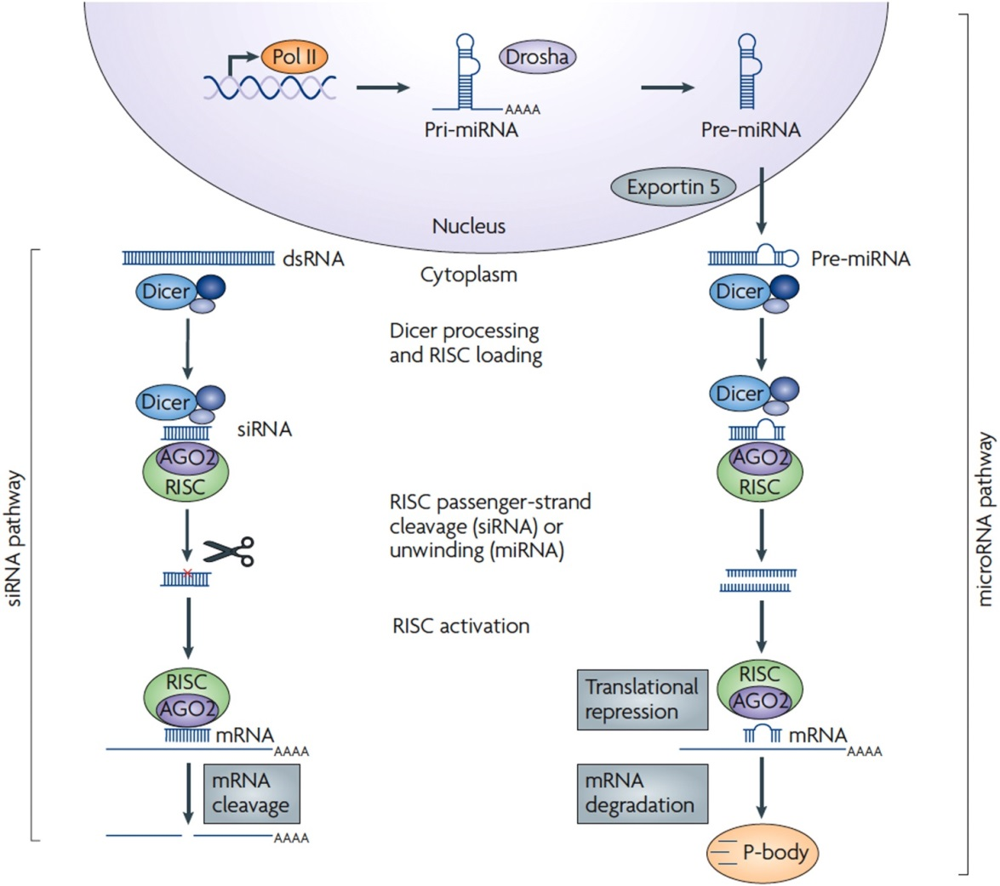 Pol II
Drosha
AAAA
Pri-miRNA
Pre-miRNA
Exportin 5
Nucleus
Cytoplasm
dsRNA
Pre-miRNA
Dicer
Dicer
Dicer processing
and RISC loading
Dicer
Dicer
siRNA
AGO2
RISC
AGO2
RISC
RISC passenger-strand
cleavage (siRNA) or
unwinding (miRNA)
siRNA pathway
microRNA pathway
RISC activation
RISC
AGO2
mRNA
AAAA
Translational
repression
RISC
AGO2
mRNA
AAAA
mRNA
cleavage
AAAA
mRNA
degradation
P-body